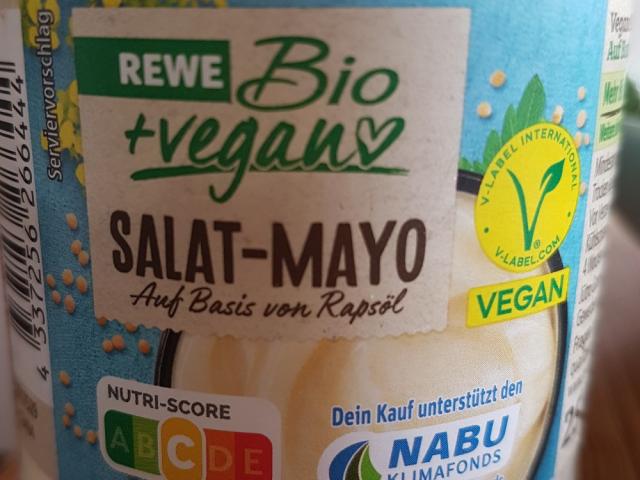 Serviervorschlag
REWE Bio
+vegan
SALAT-MAYO
Auf Basis von Rapsöl
V-LABEL INTERNATIONAL
V-LABEL.COM
®
VEGAN
NUTRI-SCORE
A B C D E
Dein Kauf unterstützt den
NABU
KLIMAFONDS
4 337256 266444